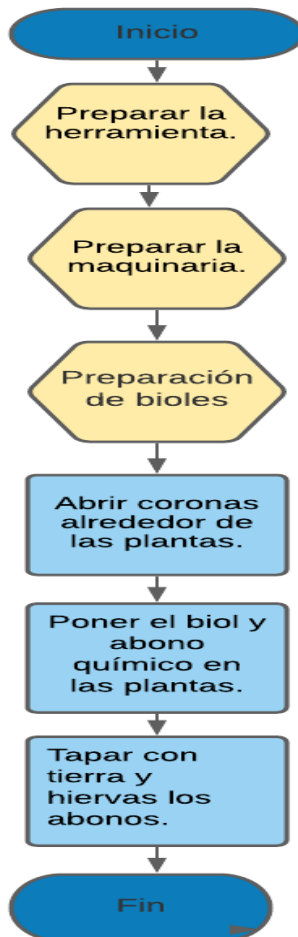 Inicio
Preparar la
herramienta.
Preparar la
maquinaria.
Preparación
de bioles
Abrir coronas
alrededor de
las plantas.
Poner el biol y
abono
químico en
las plantas.
Tapar con
tierra y
hiervas los
abonos.
Fin